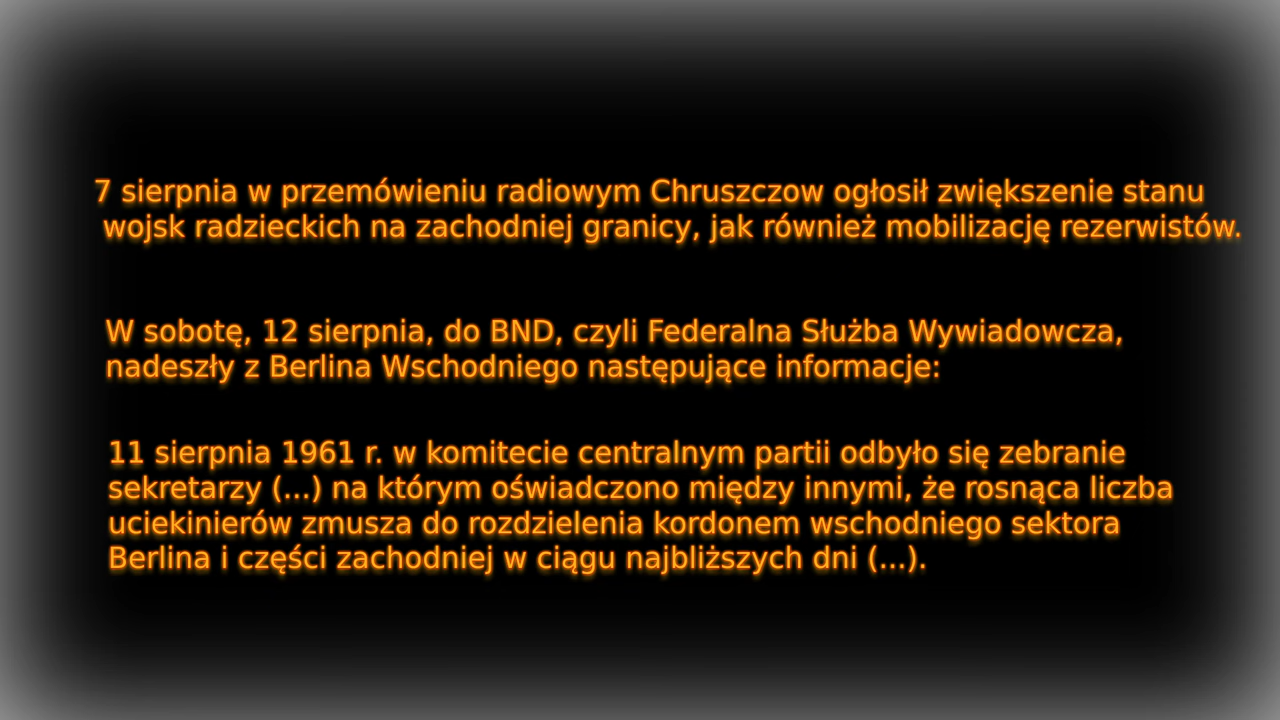 7 sierpnia w przemówieniu radiowym Chruszczow ogłosił zwiększenie stanu
wojsk radzieckich na zachodniej granicy, jak również mobilizację rezerwistów.
W sobotę, 12 sierpnia, do BND, czyli Federalna Służba Wywiadowcza,
nadeszły z Berlina Wschodniego następujące informacje:
11 sierpnia 1961 r. w komitecie centralnym partii odbyło się zebranie
sekretarzy (...) na którym oświadczono między innymi, że rosnąca liczba
uciekinierów zmusza do rozdzielenia kordonem wschodniego sektora
Berlina i części zachodniej w ciągu najbliższych dni (...).